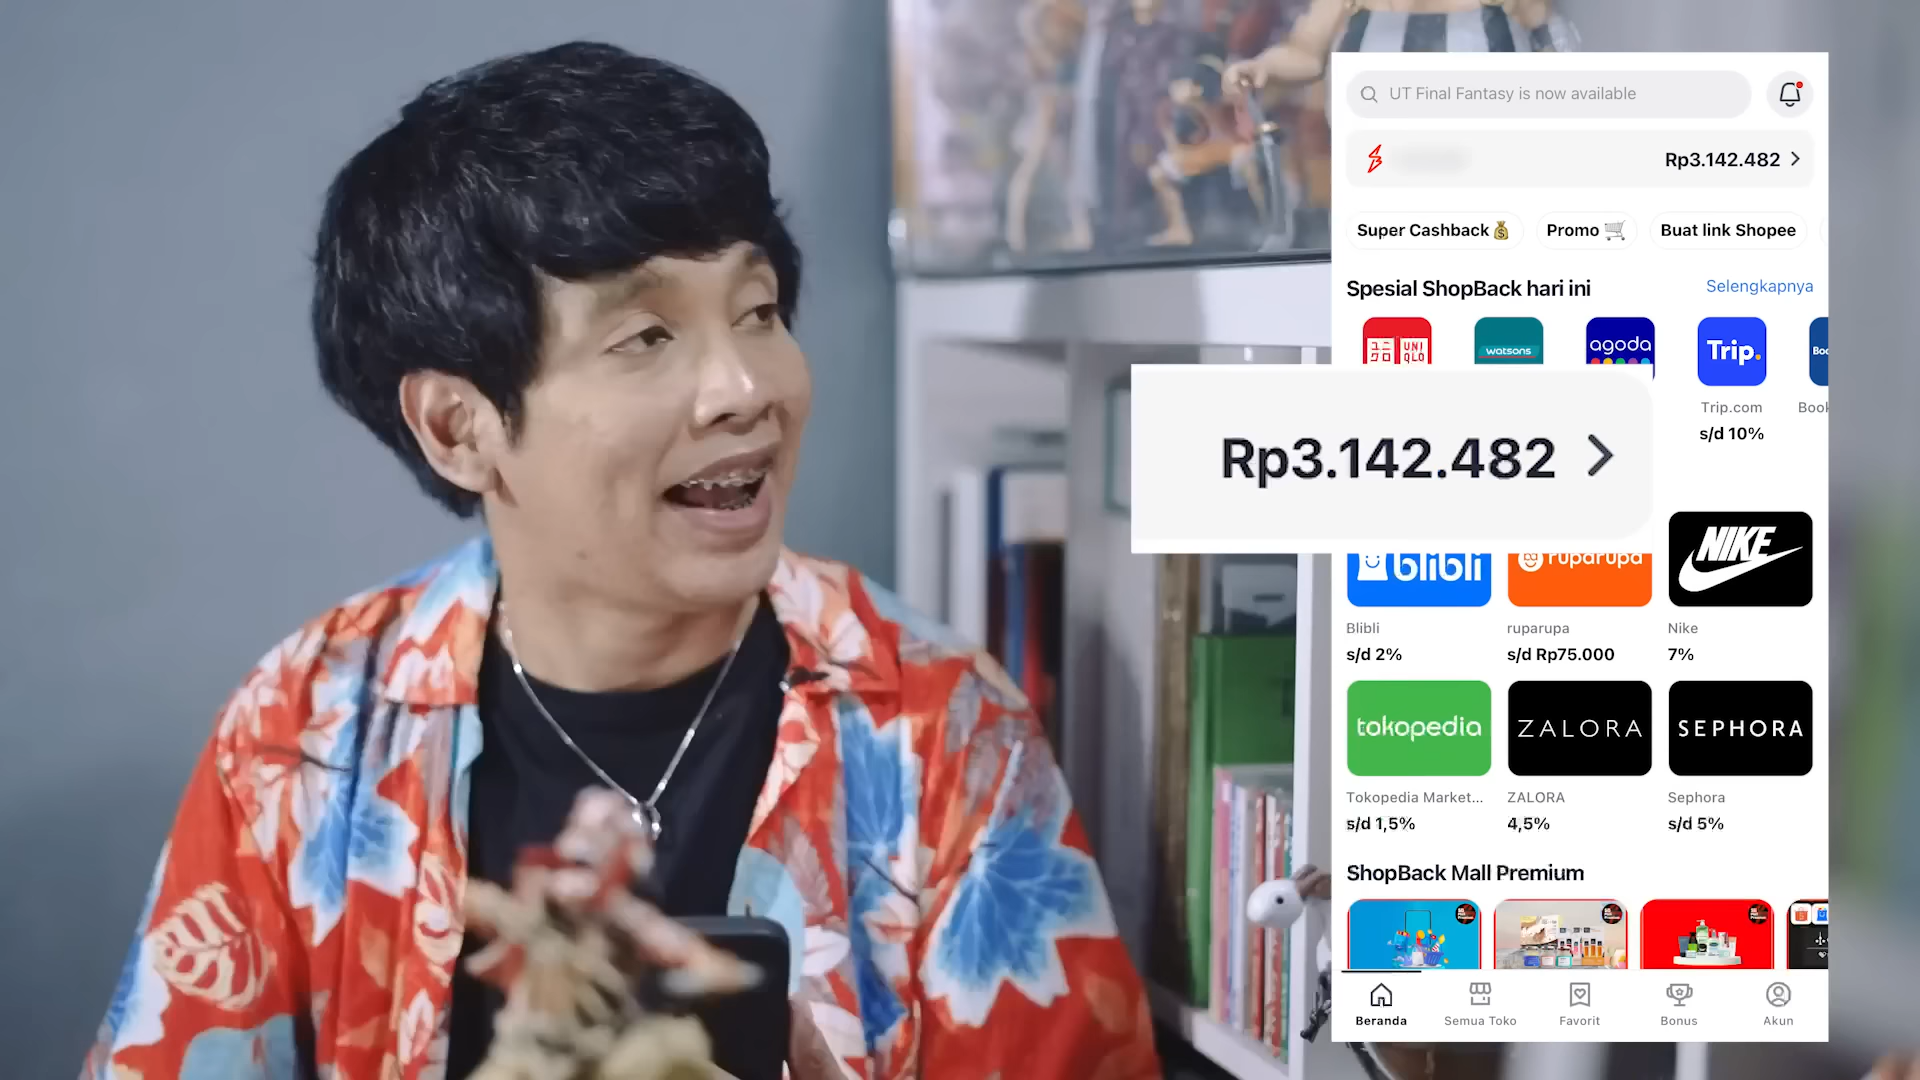 UT Final Fantasy is now available
Rp3.142.482
Super Cashback
Promo
Buat link Shopee
Spesial ShopBack hari ini
Selengkapnya
UNIQLO
watsons
agoda
Trip.
Boo
Trip.com
Book
s/d 10%
Rp3.142.482
blibli
ruparupa
NIKE
Blibli
ruparupa
Nike
s/d 2%
s/d Rp75.000
7%
tokopedia
ZALORA
SEPHORA
Tokopedia Market...
ZALORA
Sephora
s/d 1,5%
4,5%
s/d 5%
ShopBack Mall Premium
Beranda
Semua Toko
Favorit
Bonus
Akun